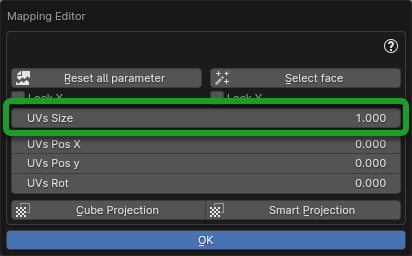 Mapping Editor
?
Reset all parameter Select face
Lock X Lock Y
UVs Size 1.000
UVs Pos X 0.000
UVs Pos y 0.000
UVs Rot 0.000
Cube Projection Smart Projection
OK